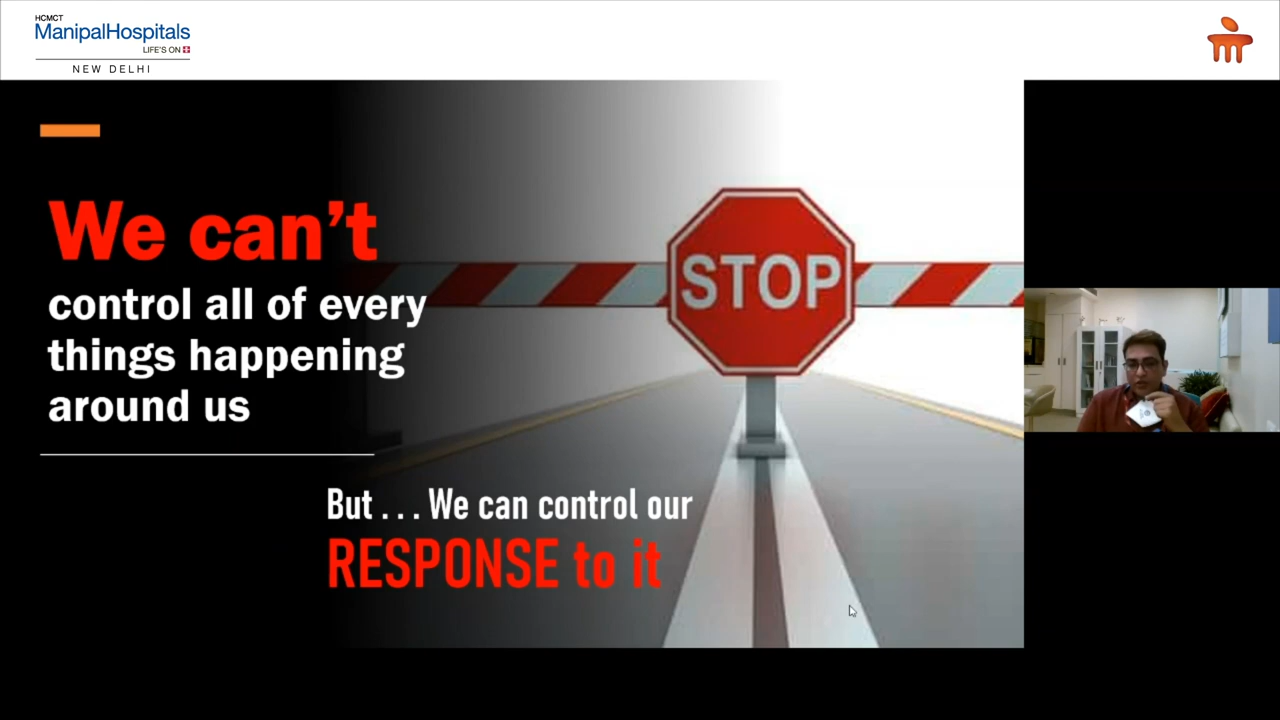 HCMCT
ManipalHospitals
LIFE'S ON
NEW DELHI
We can't
control all of every
things happening
around us
STOP
But . . . We can control our
RESPONSE to it